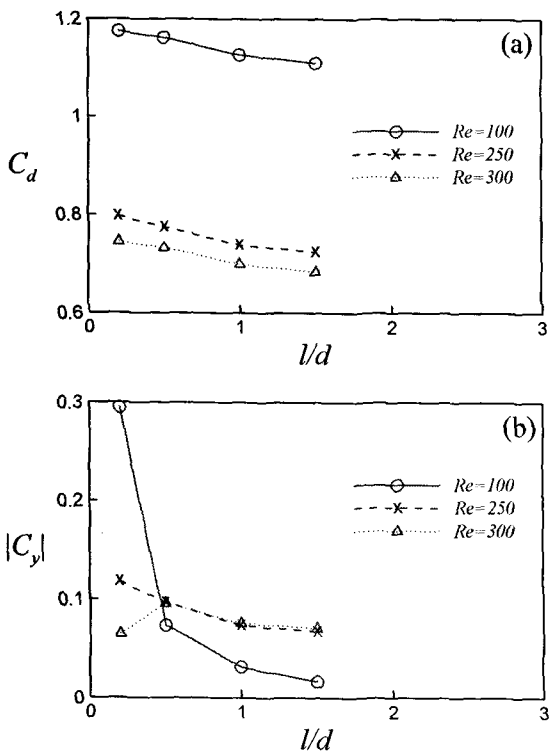 1.2
(a)
1
Re=100
Re=250
Re=300
C_d
0.8
0.6
0 1 2 3
l/d
0.3
(b)
Re=100
Re=250
Re=300
0.2
|C_y|
0.1
0
0 1 2 3
l/d